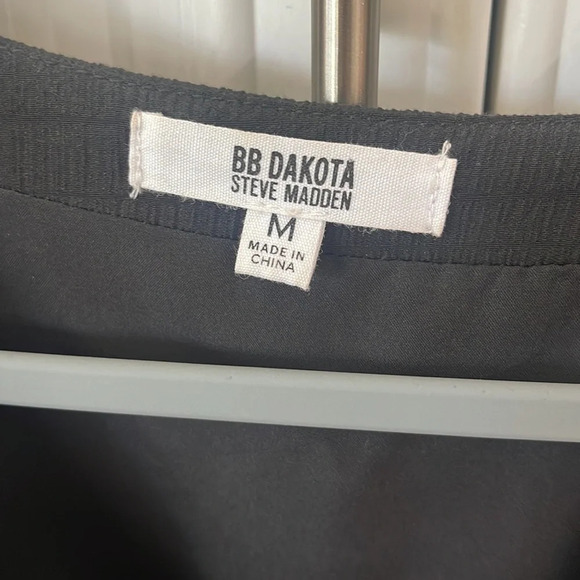 BB DAKOTA
STEVE MADDEN
M
MADE IN
CHINA